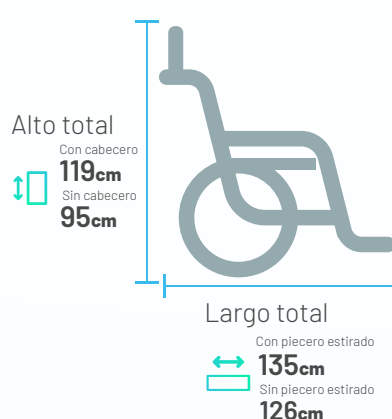 Alto total
Con cabecero
119cm
Sin cabecero
95cm
Largo total
Con piecero estirado
135cm
Sin piecero estirado
126cm